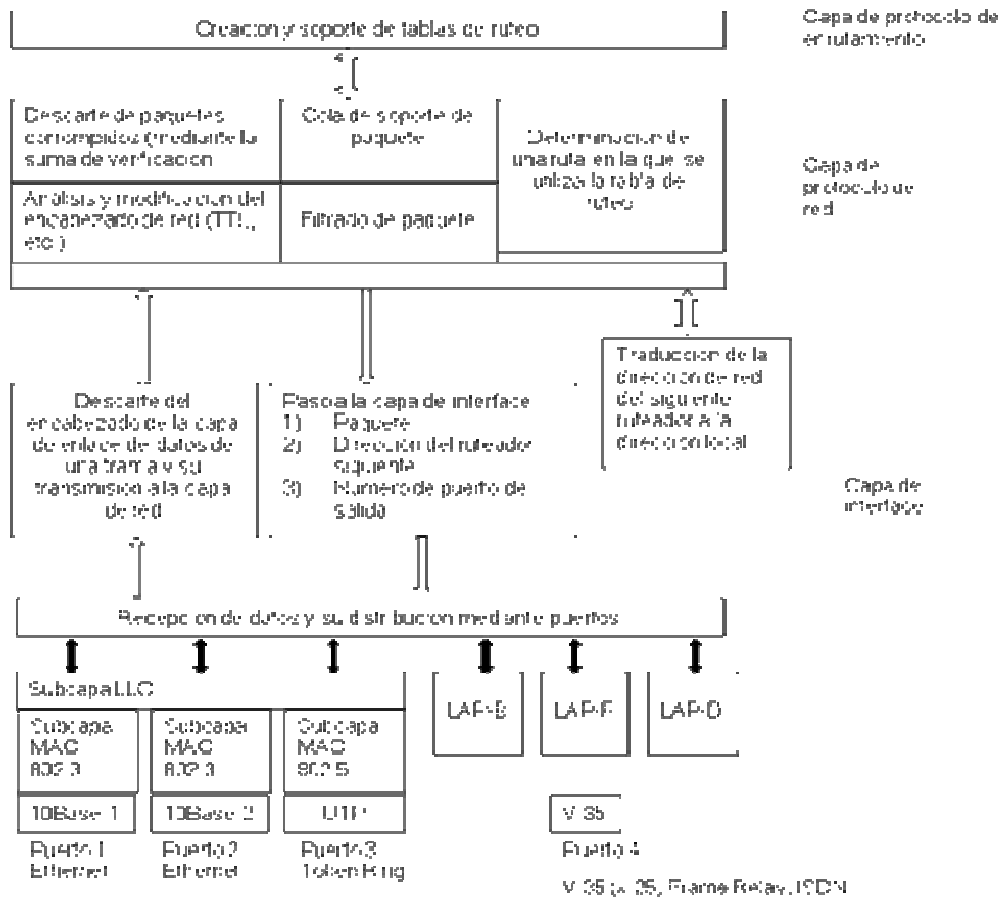 Creación y soporte de tablas de ruteo
Capa de protocolo de
enrutamiento
Descarte de paquetes
corrompidos (mediante la
suma de verificación
Cola de soporte de
paquete
Determinación de
una ruta en la que se
utiliza la tabla de
ruteo
Análisis y modificación del
encabezado de red (TTL,
etc.)
Filtrado de paquete
Capa de
protocolo de
red
Traducción de la
dirección de red
del siguiente
ruteador a la
dirección local
Descarte del
encabezado de la capa
de enlace de datos de
una trama y su
transmisión a la capa
de red
Paso a la capa de interface
1) Paquete
2) Dirección del ruteador
siguiente
3) Número de puerto de
salida
Capa de
interface
Recepción de datos y su distribución mediante puertos
Subcapa LLC
LAP-B
LAP-F
LAP-D
Subcapa
MAC
802.3
Subcapa
MAC
802.3
Subcapa
MAC
802.5
10Base-
10Base-2
UTP
V.35
Puerto 1
Ethernet
Puerto 2
Ethernet
Puerto 3
Token Ring
Puerto 4
V.35 (x.25, Frame Relay, ISDN